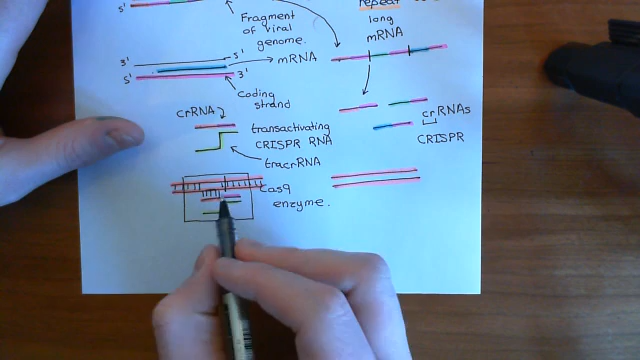 5'
Fragment
of viral
genome.
repeat
long
mRNA
3'
5'
mRNA
5'
3'
Coding
strand
crRNA
transactivating
CRISPR RNA
tracrRNA
crRNAs
CRISPR
Cas9
enzyme.